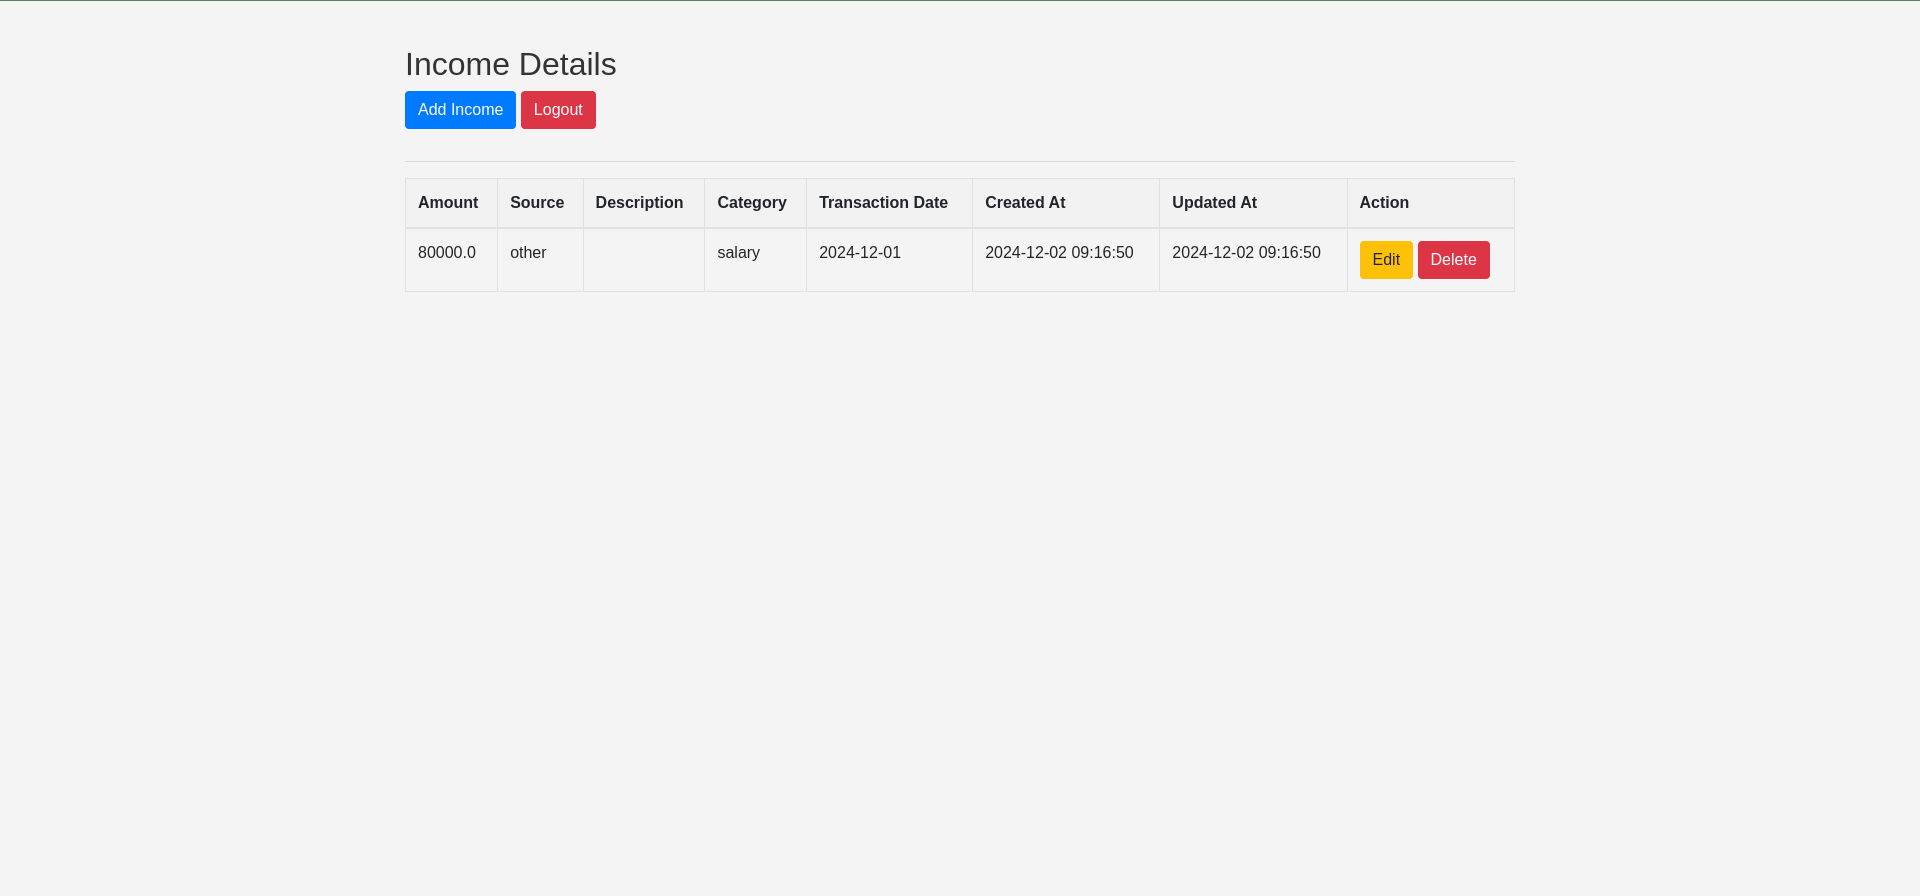 Income Details
Add Income Logout
Amount Source Description Category Transaction Date Created At Updated At Action
80000.0 other salary 2024-12-01 2024-12-02 09:16:50 2024-12-02 09:16:50 Edit Delete